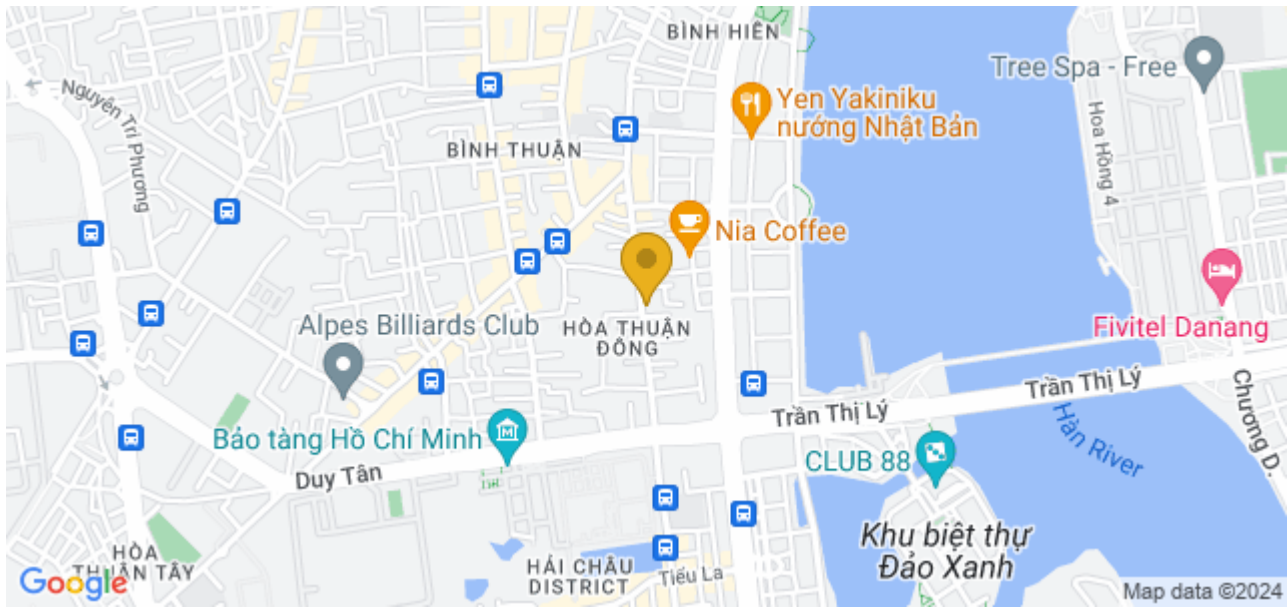 BÌNH HIÊN
Tree Spa - Free
Nguyễn Tri Phương
Yen Yakiniku
nướng Nhật Bản
Hoa Hồng 4
BÌNH THUẬN
Nia Coffee
Alpes Billiards Club
HÒA THUẬN
ĐÔNG
Fivitel Danang
Trần Thị Lý
Trần Thị Lý
Chương D.
Hàn River
Bảo tàng Hồ Chí Minh
CLUB 88
Duy Tân
Khu biệt thự
Đảo Xanh
HÒA
THUẬN TÂY
HẢI CHÂU
DISTRICT
Tiểu La
Google
Map data ©2024